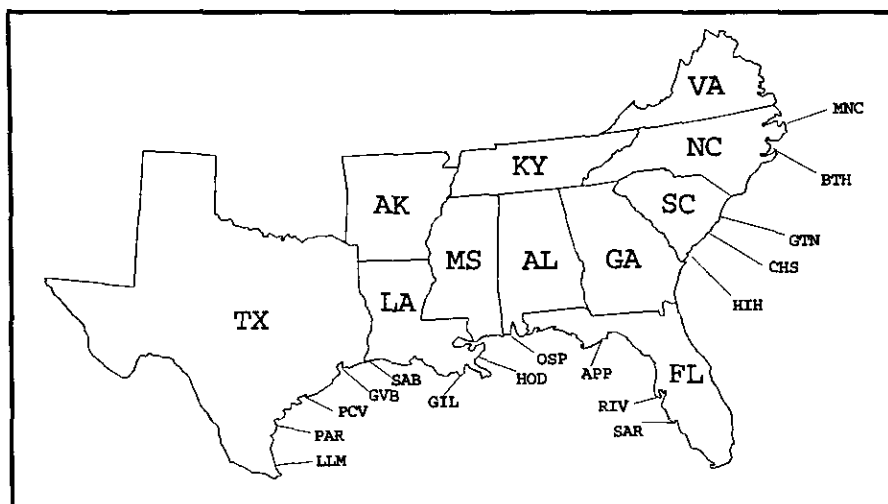 VA
MNC
NC
KY
BTH
AK
SC
GTN
MS
AL
GA
CHS
LA
HIH
TX
OSP
APP
FL
SAB
HOD
GVB
GIL
RIV
PCV
SAR
PAR
LLM